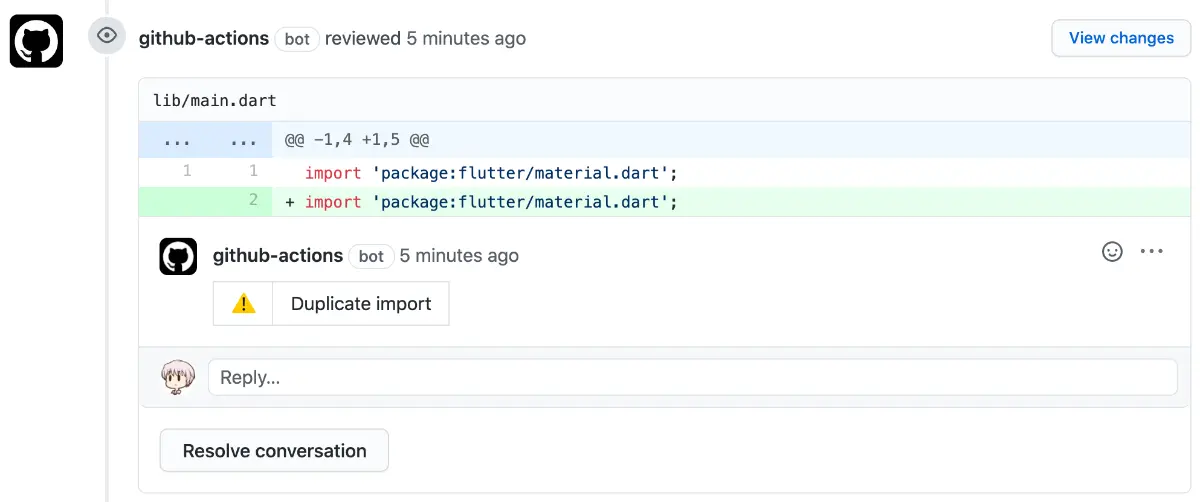 github-actions bot reviewed 5 minutes ago View changes
lib/main.dart
... ... @@ -1,4 +1,5 @@
1 1 import 'package:flutter/material.dart';
2 + import 'package:flutter/material.dart';
github-actions bot 5 minutes ago
Duplicate import
Reply...
Resolve conversation